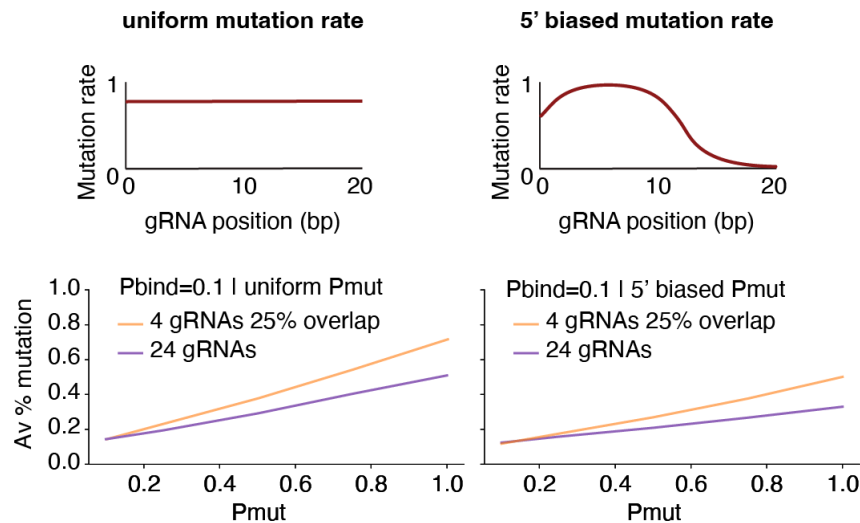 uniform mutation rate
Mutation rate
1
0
0 10 20
gRNA position (bp)
5' biased mutation rate
Mutation rate
1
0
0 10 20
gRNA position (bp)
Av % mutation
1.0
0.8
0.6
0.4
0.2
0.0
Pbind=0.1 | uniform Pmut
4 gRNAs 25% overlap
24 gRNAs
0.2 0.4 0.6 0.8 1.0
Pmut
Pbind=0.1 | 5' biased Pmut
4 gRNAs 25% overlap
24 gRNAs
0.2 0.4 0.6 0.8 1.0
Pmut